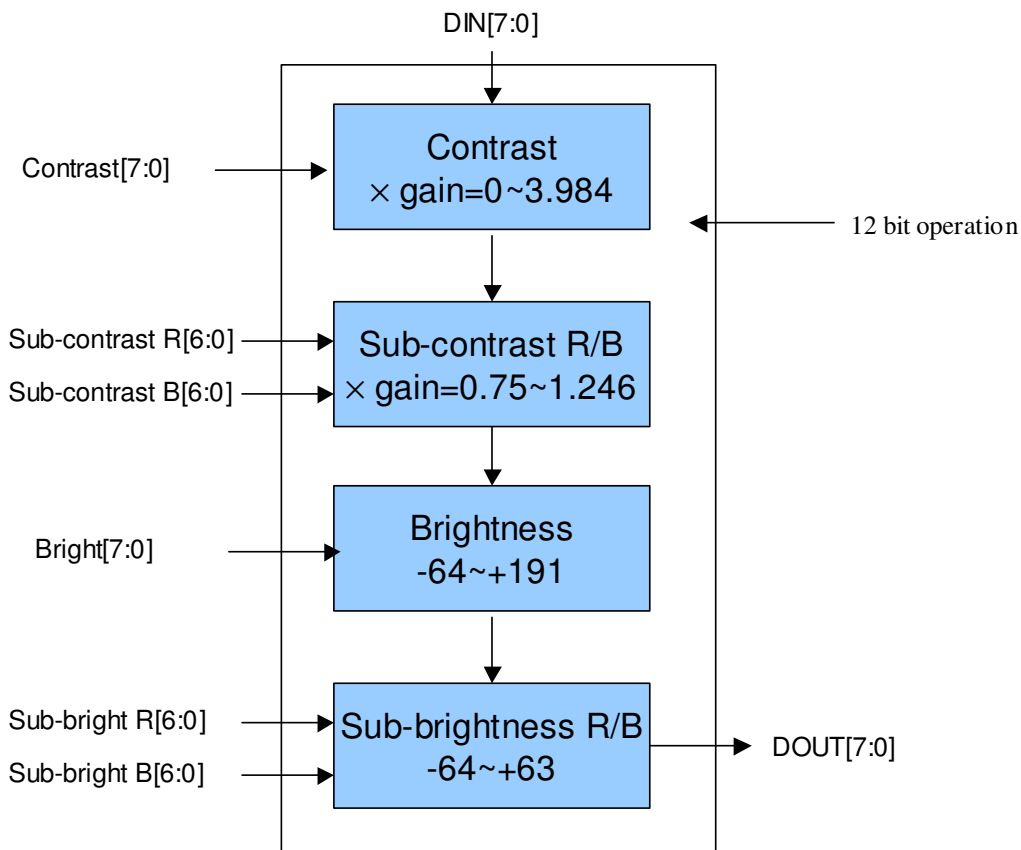 DIN[7:0]
Contrast[7:0]
Contrast
× gain=0~3.984
12 bit operation
Sub-contrast R[6:0]
Sub-contrast B[6:0]
Sub-contrast R/B
× gain=0.75~1.246
Bright[7:0]
Brightness
-64~+191
Sub-bright R[6:0]
Sub-bright B[6:0]
Sub-brightness R/B
-64~+63
DOUT[7:0]